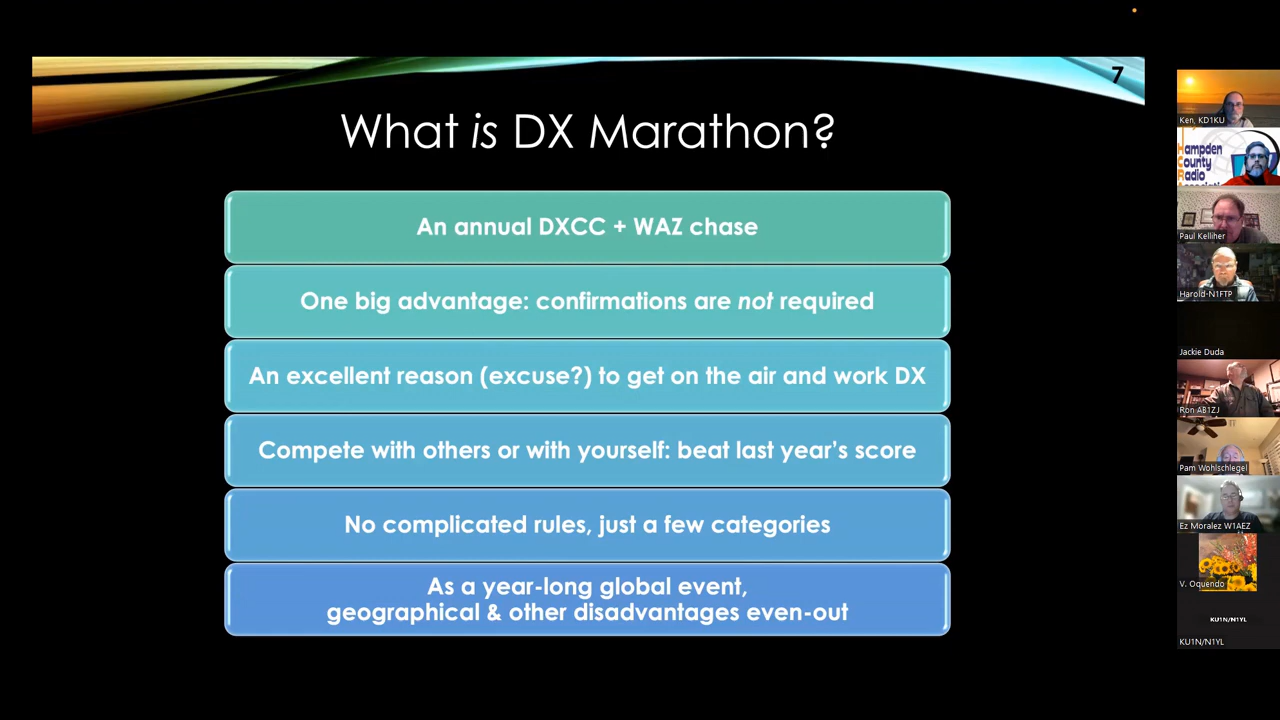 7
What is DX Marathon?
An annual DXCC + WAZ chase
One big advantage: confirmations are not required
An excellent reason (excuse?) to get on the air and work DX
Compete with others or with yourself: beat last year's score
No complicated rules, just a few categories
As a year-long global event,
geographical & other disadvantages even-out
Ken, KD1KU
Hampden
County
Radio
Paul Kelliher
Harold-N1FTP
Jackie Duda
Ron AB1ZJ
Pam Wohlschlegel
Ez Moralez W1AEZ
V. Oquendo
KU1N/N1YL
KU1N/N1YL